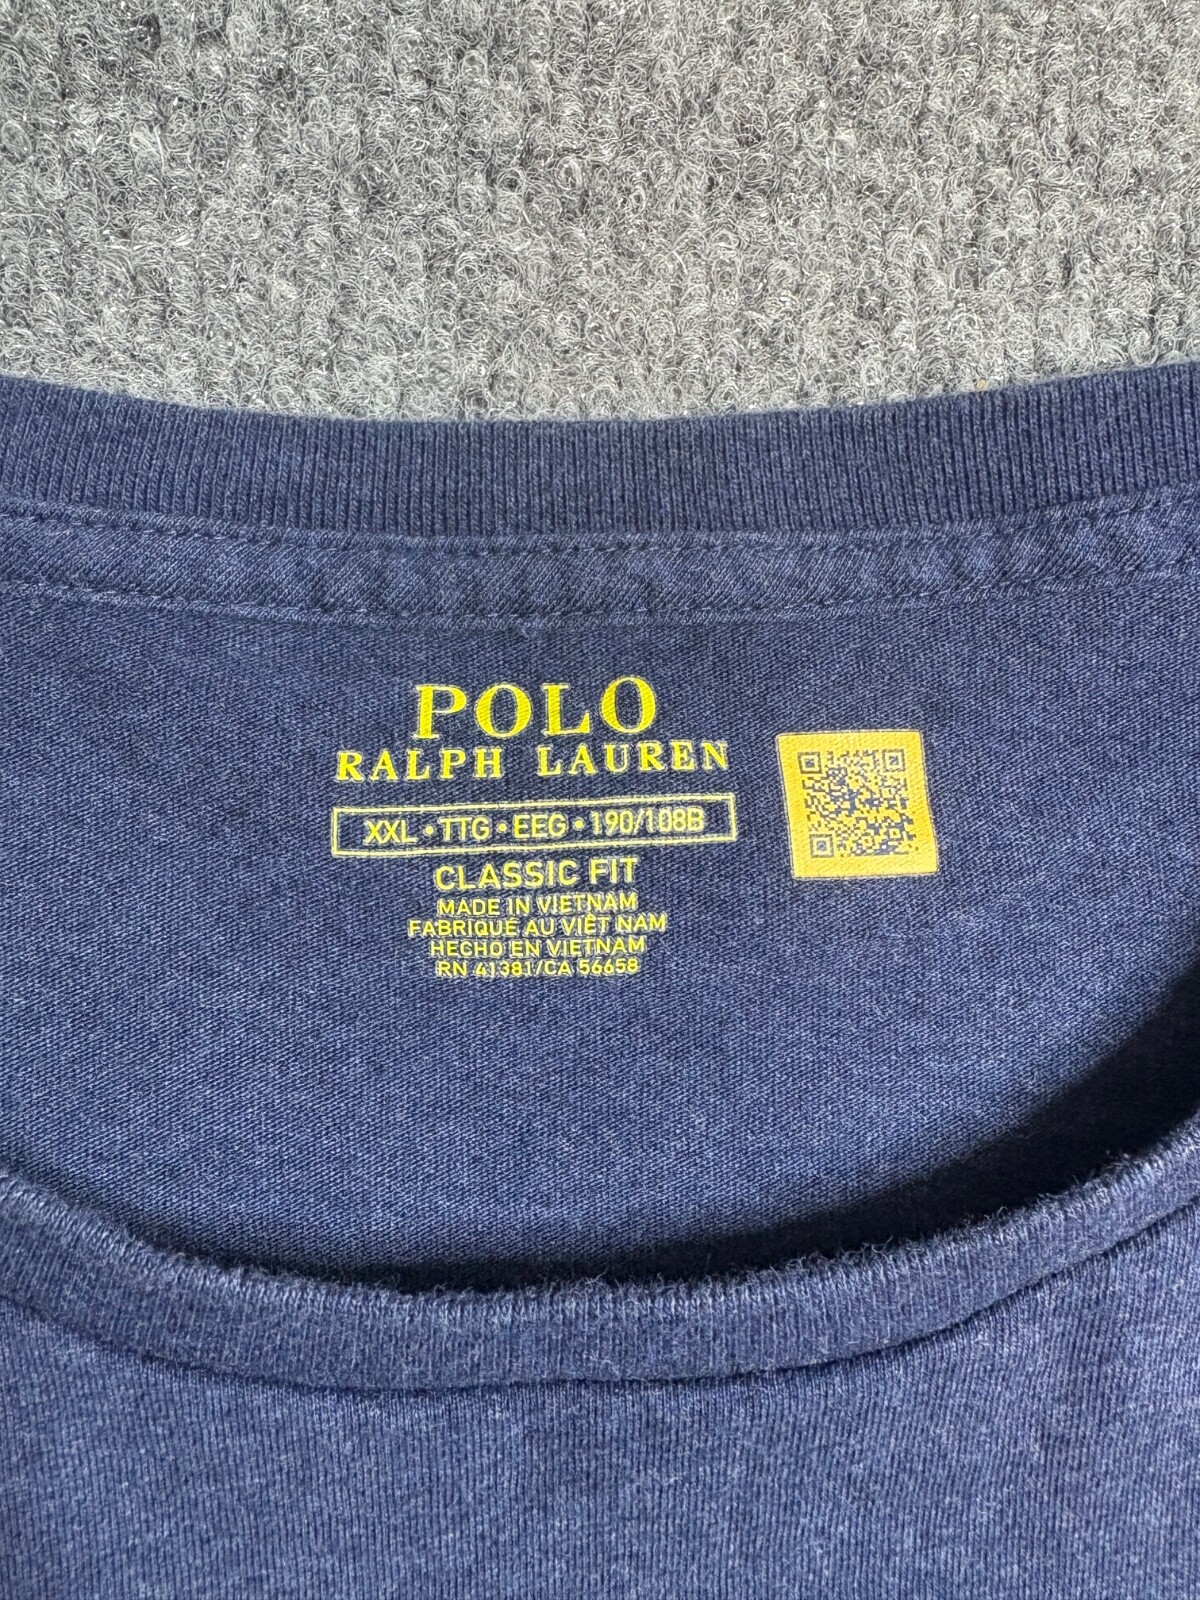 POLO
RALPH LAUREN
XXL • TTG • EEG • 190/108B
CLASSIC FIT
MADE IN VIETNAM
FABRIQUÉ AU VIÊT NAM
HECHO EN VIETNAM
RN 41381/CA 56658